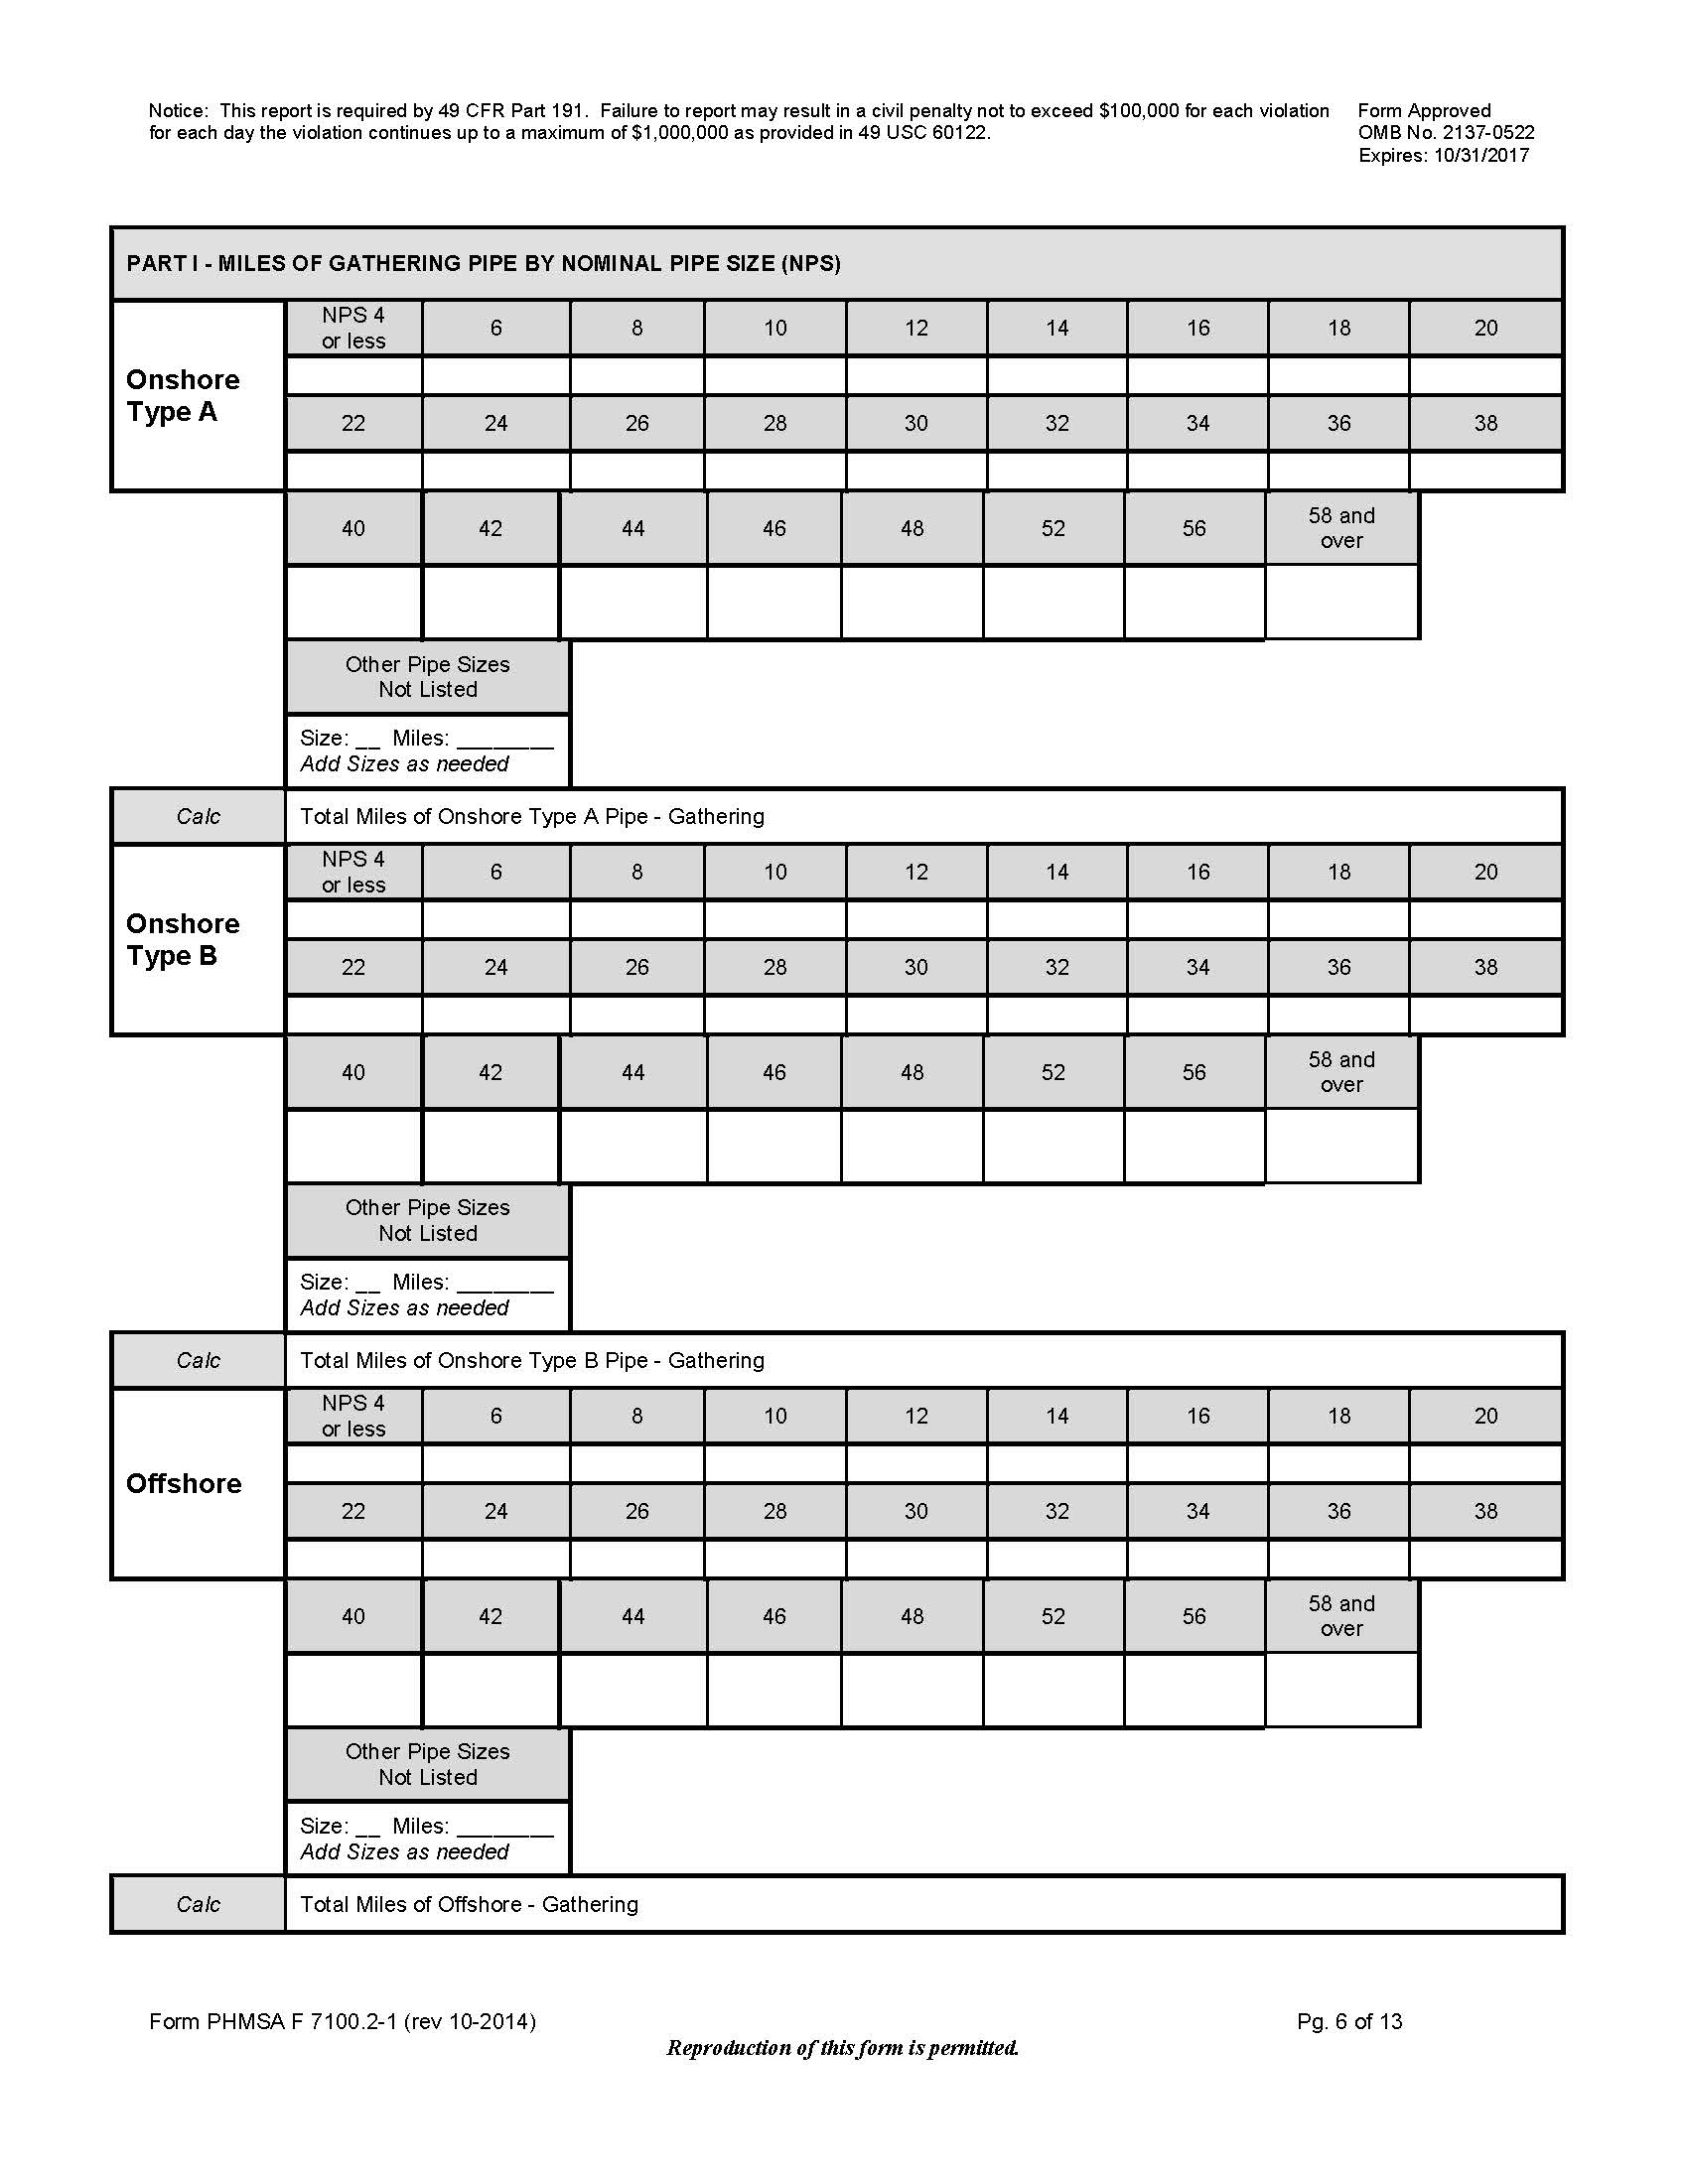 Notice:  This report is required by 49 CFR Part 191.  Failure to report may result in a civil penalty not to exceed $100,000 for each violation
for each day the violation continues up to a maximum of $1,000,000 as provided in 49 USC 60122.
Form Approved
OMB No. 2137-0522
Expires: 10/31/2017
PART I - MILES OF GATHERING PIPE BY NOMINAL PIPE SIZE (NPS)
Onshore
Type A
NPS 4
or less
6 8 10 12 14 16 18 20
22 24 26 28 30 32 34 36 38
40 42 44 46 48 52 56 58 and
over
Other Pipe Sizes
Not Listed
Size: __  Miles: ________
Add Sizes as needed
Calc Total Miles of Onshore Type A Pipe - Gathering
Onshore
Type B
NPS 4
or less
6 8 10 12 14 16 18 20
22 24 26 28 30 32 34 36 38
40 42 44 46 48 52 56 58 and
over
Other Pipe Sizes
Not Listed
Size: __  Miles: ________
Add Sizes as needed
Calc Total Miles of Onshore Type B Pipe - Gathering
Offshore
NPS 4
or less
6 8 10 12 14 16 18 20
22 24 26 28 30 32 34 36 38
40 42 44 46 48 52 56 58 and
over
Other Pipe Sizes
Not Listed
Size: __  Miles: ________
Add Sizes as needed
Calc Total Miles of Offshore - Gathering
Form PHMSA F 7100.2-1 (rev 10-2014) Pg. 6 of 13
Reproduction of this form is permitted.